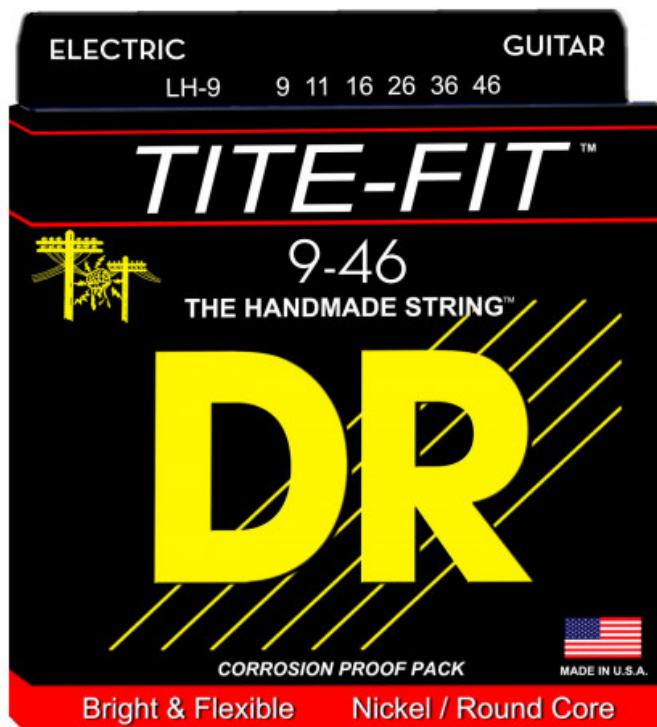 ELECTRIC GUITAR
LH-9 9 11 16 26 36 46
TITE-FIT™
9-46
THE HANDMADE STRING™
DR
CORROSION PROOF PACK
MADE IN U.S.A.
Bright & Flexible Nickel / Round Core